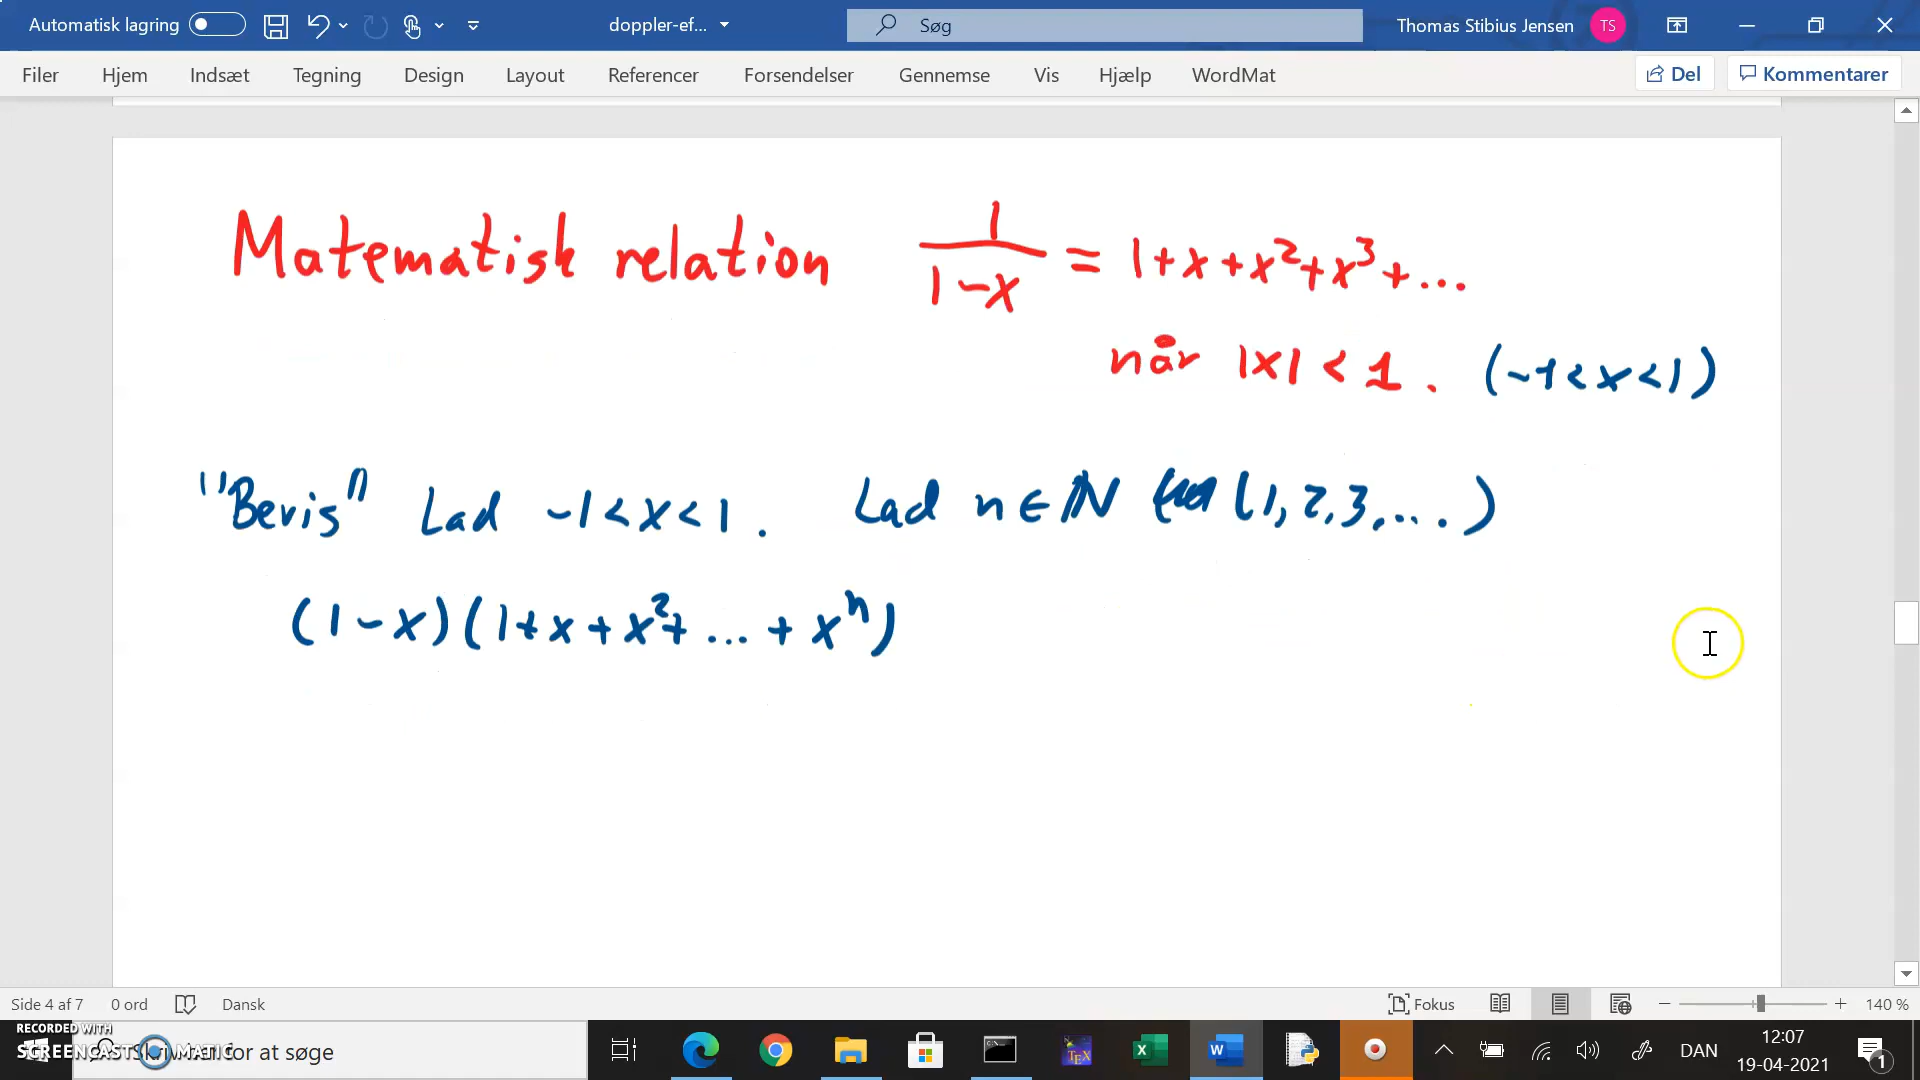 Automatisk lagring
doppler-ef...
Søg
Thomas Stibius Jensen
TS
Filer Hjem Indsæt Tegning Design Layout Referencer Forsendelser Gennemse Vis Hjælp WordMat
Del
Kommentarer
Matematisk relation 1/(1-x) = 1+x+x²+x³+...
når |x| < 1. (-1<x<1)
"Bevis" Lad -1<x<1. Lad n∈ℕ (1,2,3,....)
(1-x)(1+x+x²+ ... + xⁿ)
Side 4 af 7 0 ord Dansk
Fokus
140 %
RECORDED WITH
SCREENCAST MATIC
for at søge
TEX
DAN
12:07
19-04-2021
1